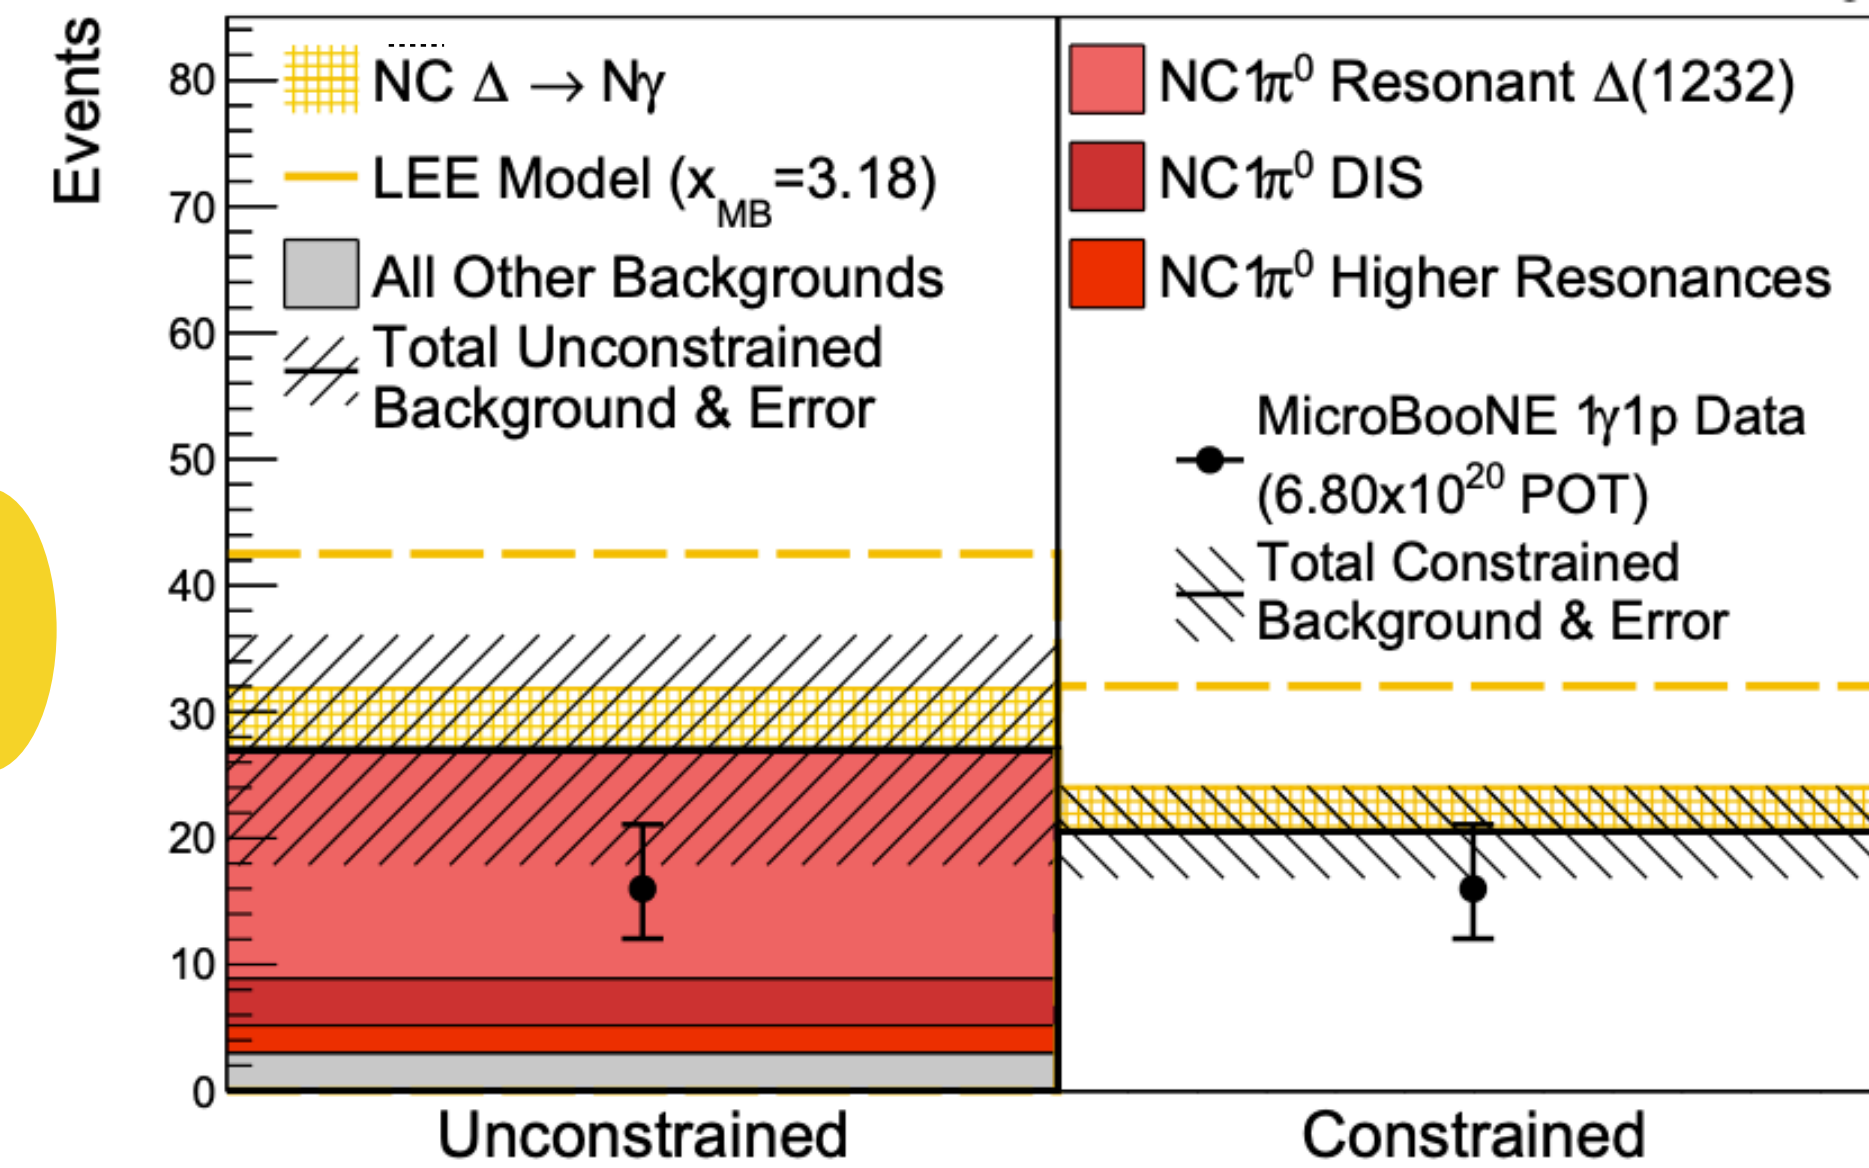 Events
80
70
60
50
40
30
20
10
0
NC Δ → Nγ
LEE Model (x_MB=3.18)
All Other Backgrounds
Total Unconstrained
Background & Error
NC1π⁰ Resonant Δ(1232)
NC1π⁰ DIS
NC1π⁰ Higher Resonances
MicroBooNE 1γ1p Data
(6.80x10²⁰ POT)
Total Constrained
Background & Error
Unconstrained
Constrained